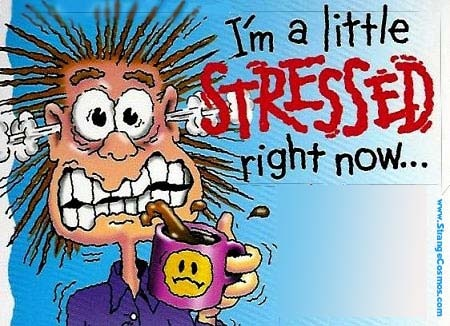 I'm a little
STRESSED
right now...
www.StrangeCosmos.com